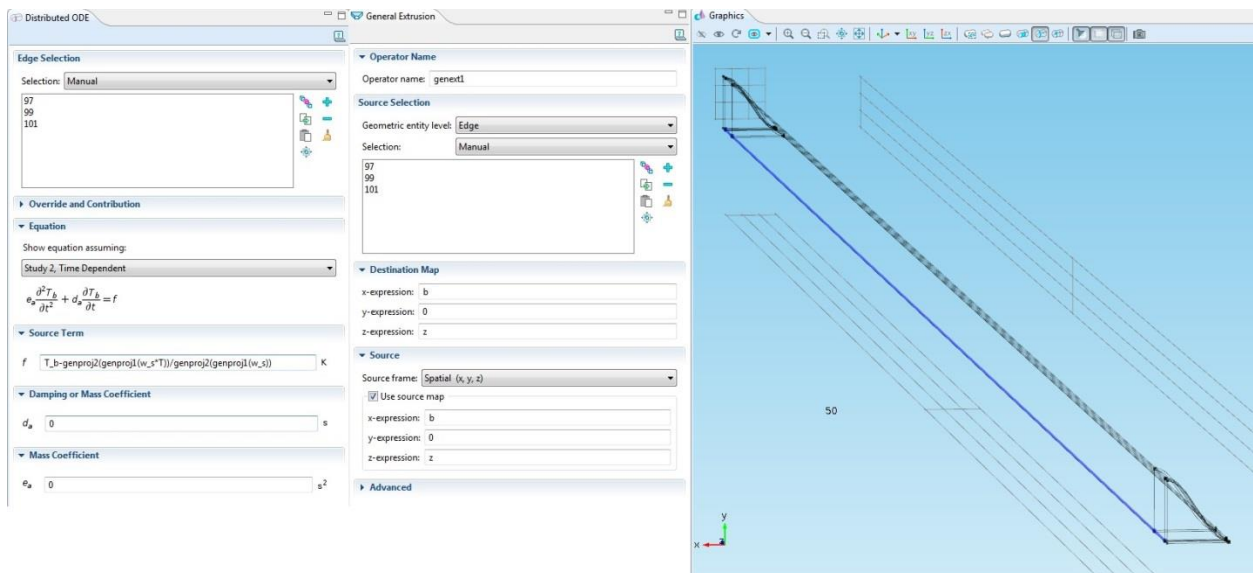 Distributed ODE
Edge Selection
Selection: Manual
97
99
101
Override and Contribution
Equation
Show equation assuming:
Study 2, Time Dependent
eₐ ∂²T_b/∂t² + dₐ ∂T_b/∂t = f
Source Term
f T_b-genproj2(genproj1(w_s*T))/genproj2(genproj1(w_s)) K
Damping or Mass Coefficient
dₐ 0 s
Mass Coefficient
eₐ 0 s²
General Extrusion
Operator Name
Operator name: genext1
Source Selection
Geometric entity level: Edge
Selection: Manual
97
99
101
Destination Map
x-expression: b
y-expression: 0
z-expression: z
Source
Source frame: Spatial (x, y, z)
Use source map
x-expression: b
y-expression: 0
z-expression: z
Advanced
Graphics
50
y
x
z